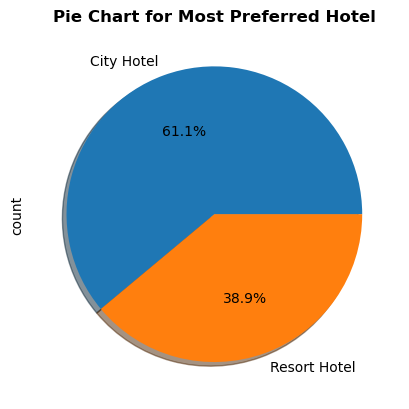 Pie Chart for Most Preferred Hotel
City Hotel
61.1%
count
38.9%
Resort Hotel